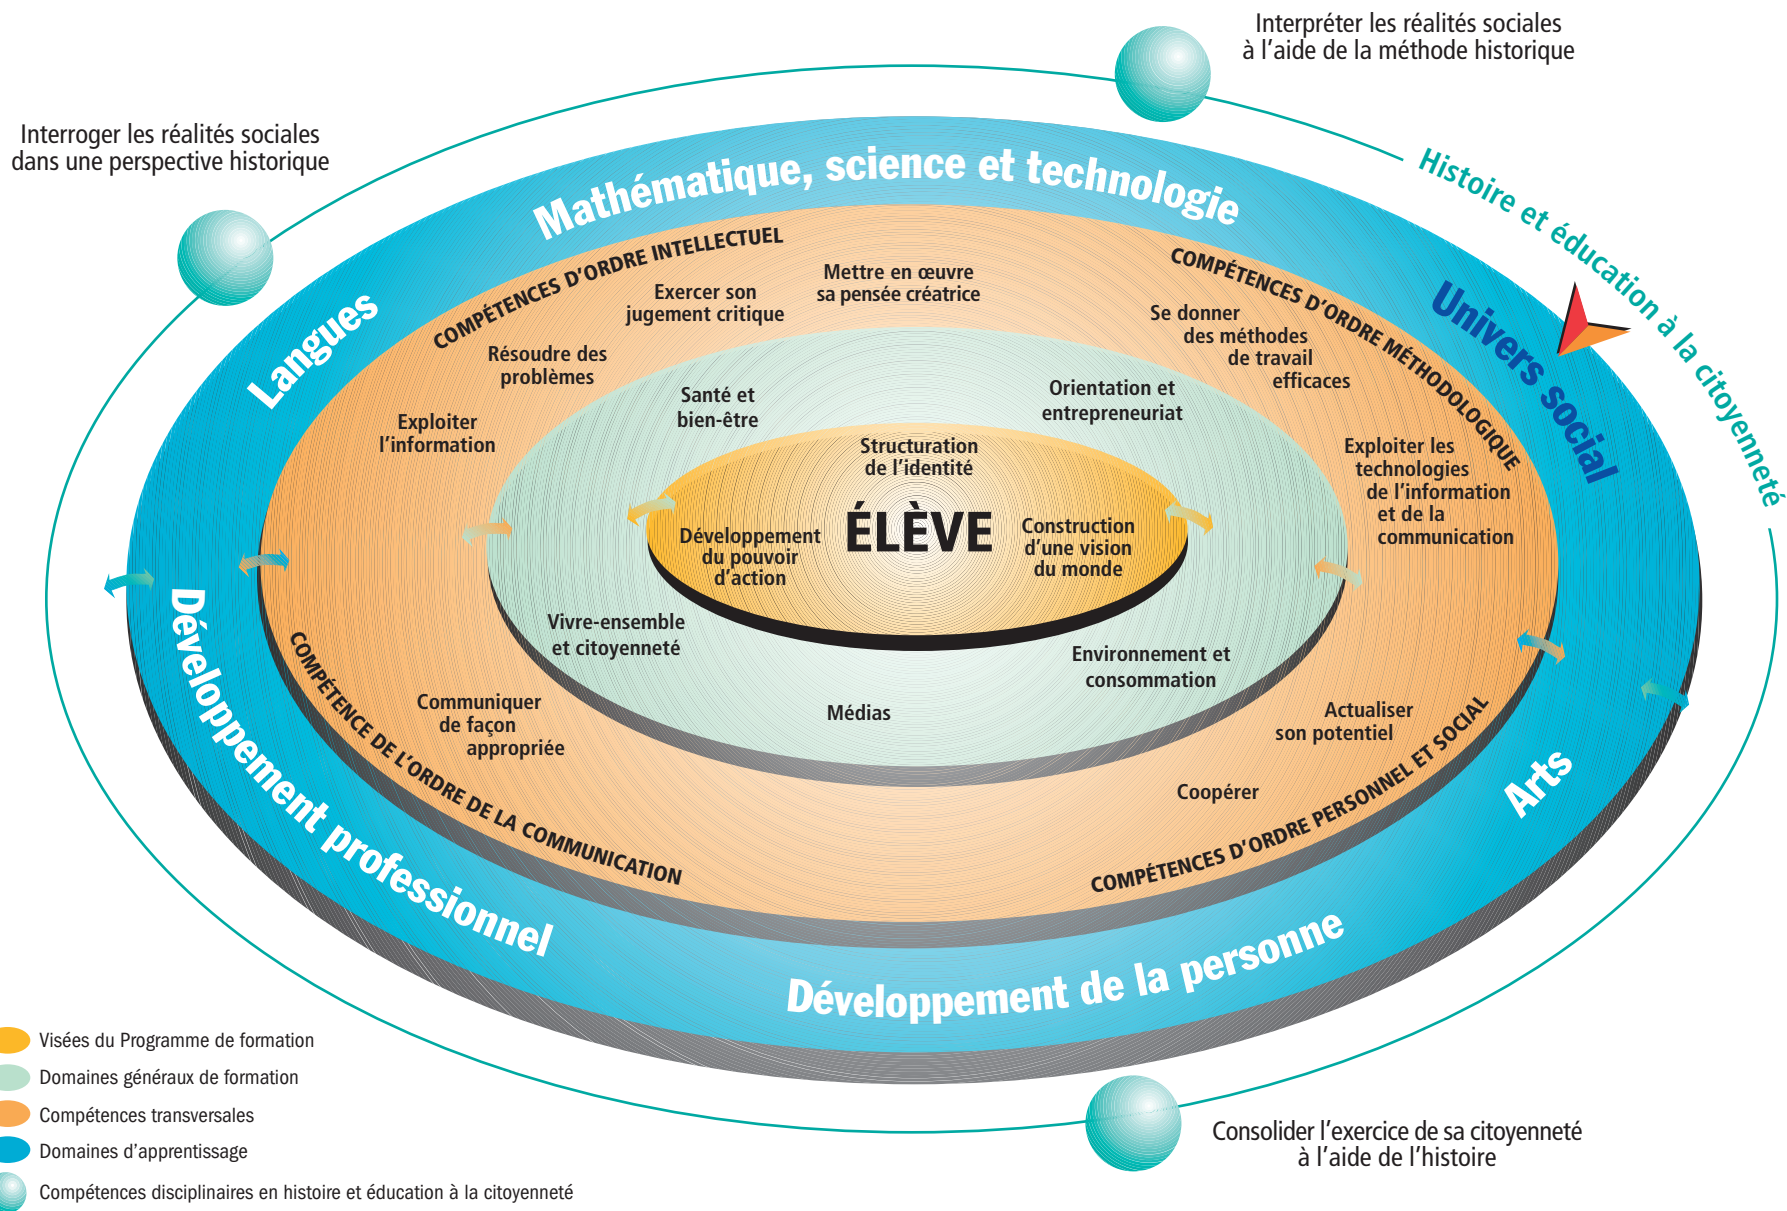 Interpréter les réalités sociales
à l’aide de la méthode historique
Interroger les réalités sociales
dans une perspective historique
Histoire et éducation à la citoyenneté
Mathématique, science et technologie
Langues
Univers social
COMPÉTENCES D’ORDRE INTELLECTUEL
COMPÉTENCES D’ORDRE MÉTHODOLOGIQUE
Mettre en œuvre
sa pensée créatrice
Exercer son
jugement critique
Résoudre des
problèmes
Exploiter
l’information
Se donner
des méthodes
de travail
efficaces
Exploiter les
technologies
de l’information
et de la
communication
Santé et
bien-être
Orientation et
entrepreneuriat
Structuration
de l’identité
ÉLÈVE
Développement
du pouvoir
d’action
Construction
d’une vision
du monde
Vivre-ensemble
et citoyenneté
Environnement et
consommation
Médias
Communiquer
de façon
appropriée
Actualiser
son potentiel
Coopérer
COMPÉTENCE DE L’ORDRE DE LA COMMUNICATION
COMPÉTENCES D’ORDRE PERSONNEL ET SOCIAL
Développement professionnel
Arts
Développement de la personne
Consolider l’exercice de sa citoyenneté
à l’aide de l’histoire
Visées du Programme de formation
Domaines généraux de formation
Compétences transversales
Domaines d’apprentissage
Compétences disciplinaires en histoire et éducation à la citoyenneté